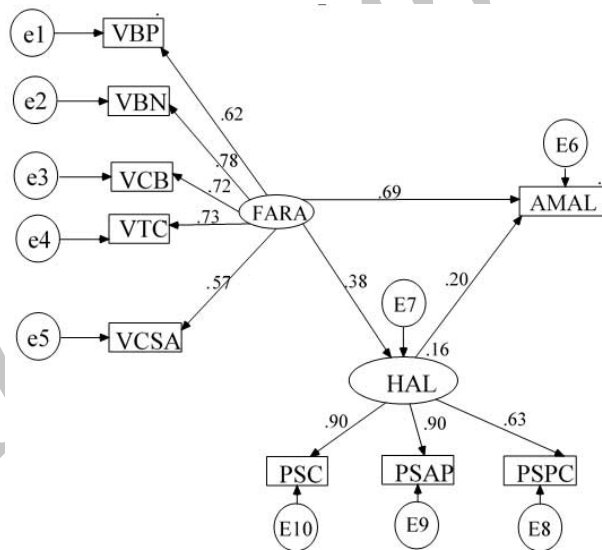 e1
VBP
e2
VBN
.62
.78
E6
e3
VCB
.72
FARA
.69
AMAL
e4
VTC
.73
.57
.38
.20
E7
e5
VCSA
.16
HAL
.90
.90
.63
PSC
PSAP
PSPC
E10
E9
E8